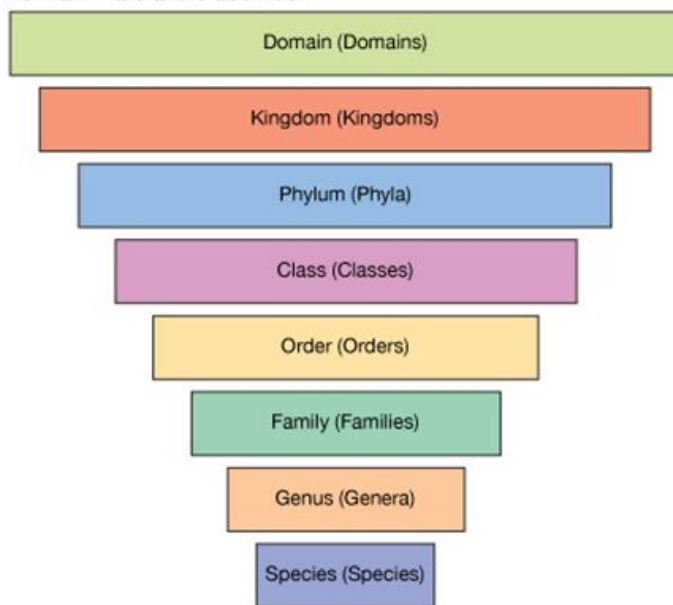 Domain (Domains)
Kingdom (Kingdoms)
Phylum (Phyla)
Class (Classes)
Order (Orders)
Family (Families)
Genus (Genera)
Species (Species)